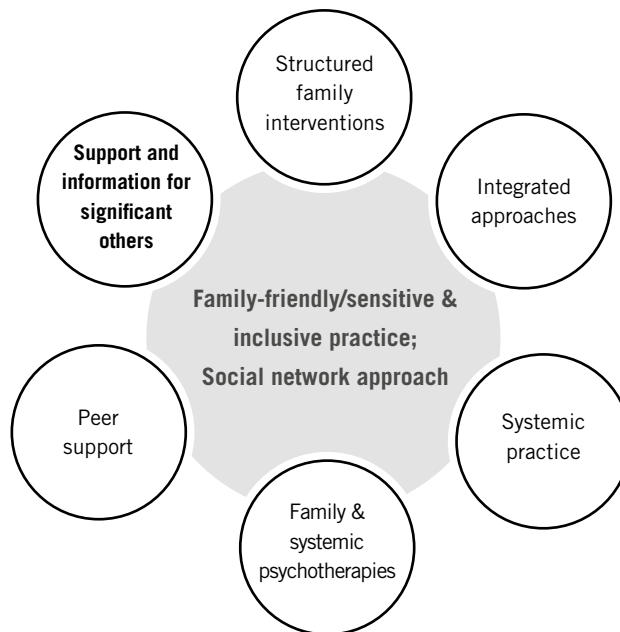 Structured
family
interventions
Support and
information for
significant
others
Integrated
approaches
Family-friendly/sensitive &
inclusive practice;
Social network approach
Peer
support
Systemic
practice
Family &
systemic
psychotherapies